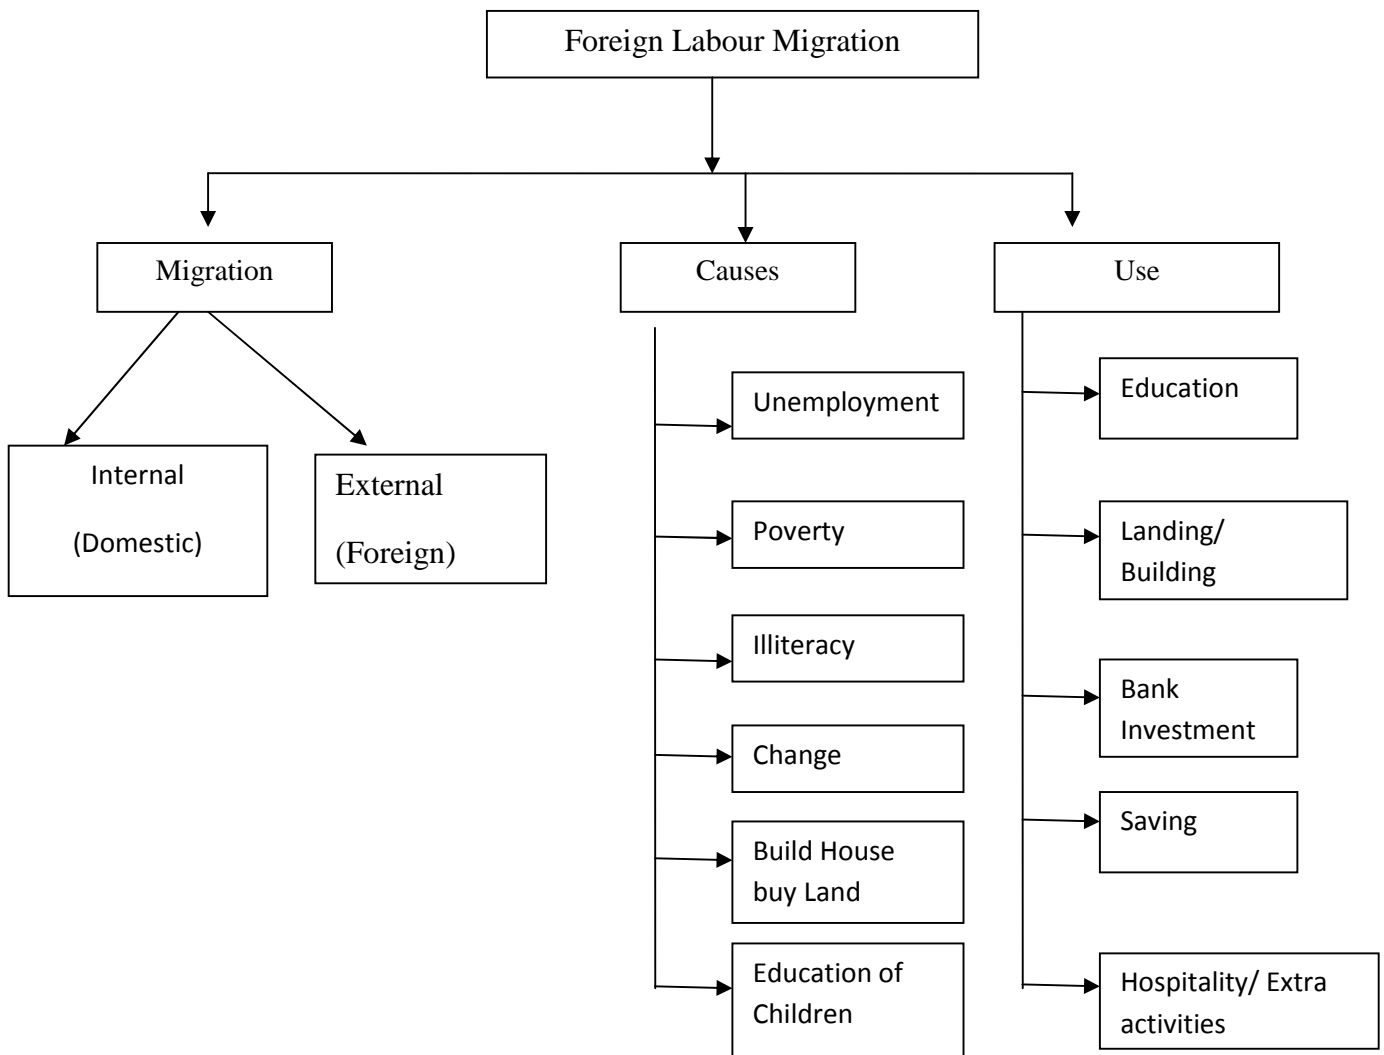 Foreign Labour Migration
Migration
Causes
Use
Internal
(Domestic)
External
(Foreign)
Unemployment
Poverty
Illiteracy
Change
Build House
buy Land
Education of
Children
Education
Landing/
Building
Bank
Investment
Saving
Hospitality/ Extra
activities